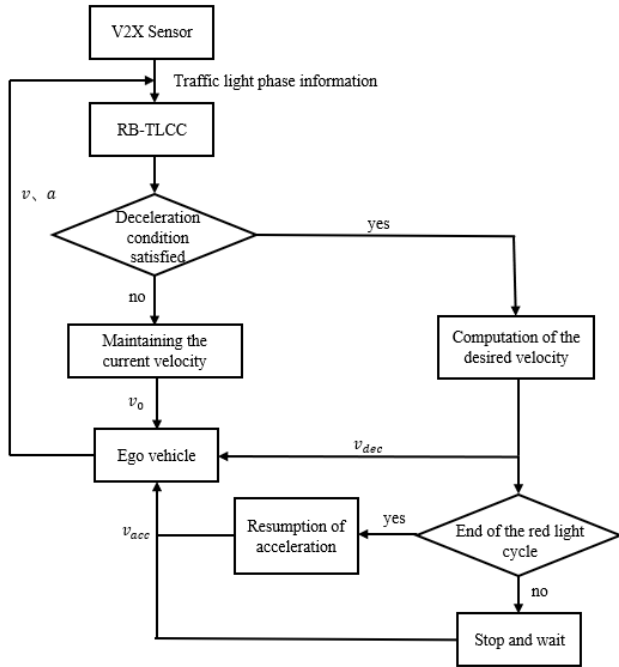 V2X Sensor
Traffic light phase information
RB-TLCC
v、a
Deceleration
condition
satisfied
yes
no
Maintaining the
current velocity
Computation of the
desired velocity
v₀
Ego vehicle
v_dec
Resumption of
acceleration
yes
End of the red light
cycle
v_acc
no
Stop and wait